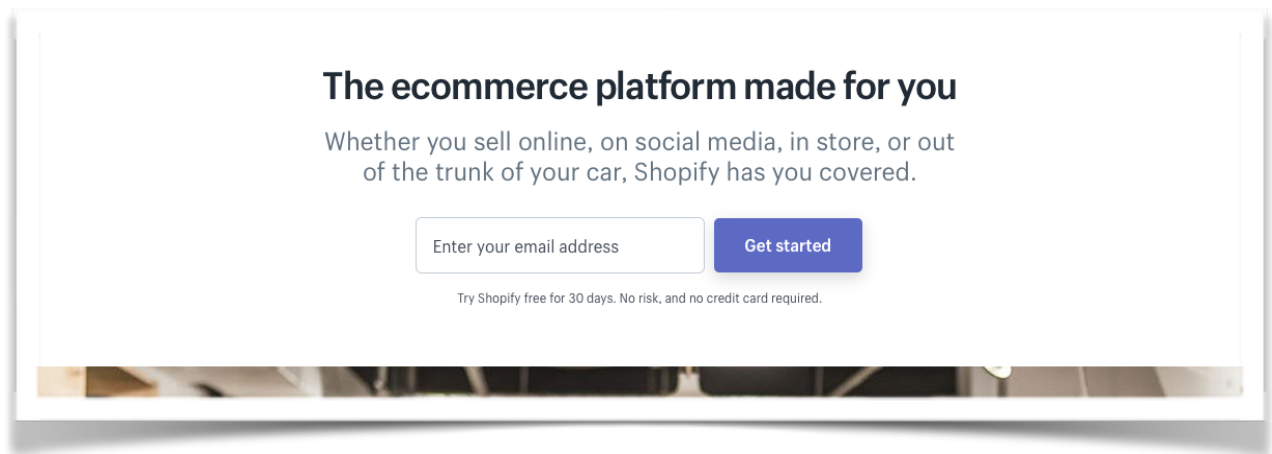 The ecommerce platform made for you
Whether you sell online, on social media, in store, or out
of the trunk of your car, Shopify has you covered.
Enter your email address
Get started
Try Shopify free for 30 days. No risk, and no credit card required.